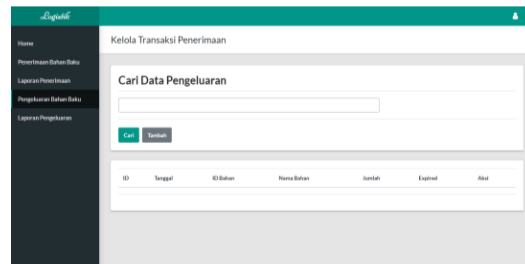 Logistik
Home
Penerimaan Bahan Baku
Laporan Penerimaan
Pengeluaran Bahan Baku
Laporan Pengeluaran
Kelola Transaksi Penerimaan
Cari Data Pengeluaran
Cari Tambah
ID Tanggal ID Bahan Nama Bahan Jumlah Expired Aksi